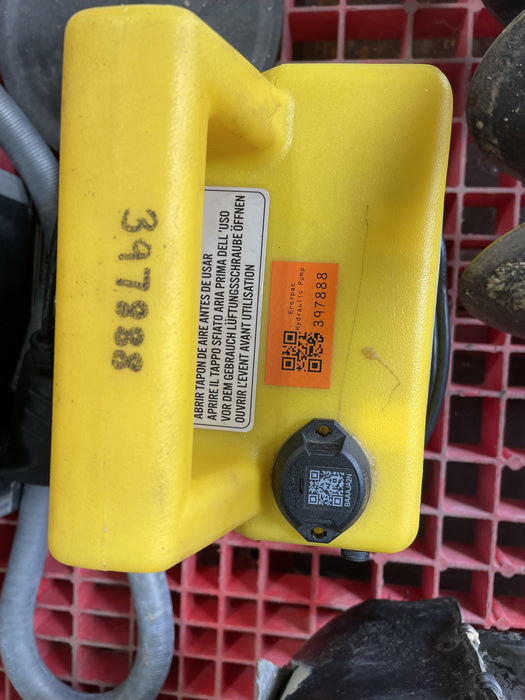 397888
ABRIR TAPON DE AIRE ANTES DE USAR
APRIRE IL TAPPO SFIATO ARIA PRIMA DELL'USO
VOR DEM GEBRAUCH LÜFTUNGSSCHRAUBE ÖFFNEN
OUVRIR L'EVENT AVANT UTILISATION
Enerpac
Hydraulic Pump
397888